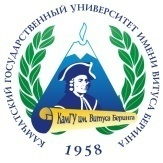 КАМЧАТСКИЙ ГОСУДАРСТВЕННЫЙ УНИВЕРСИТЕТ ИМЕНИ ВИТУСА БЕРИНГА
КамГУ им. Витуса Беринга
1958